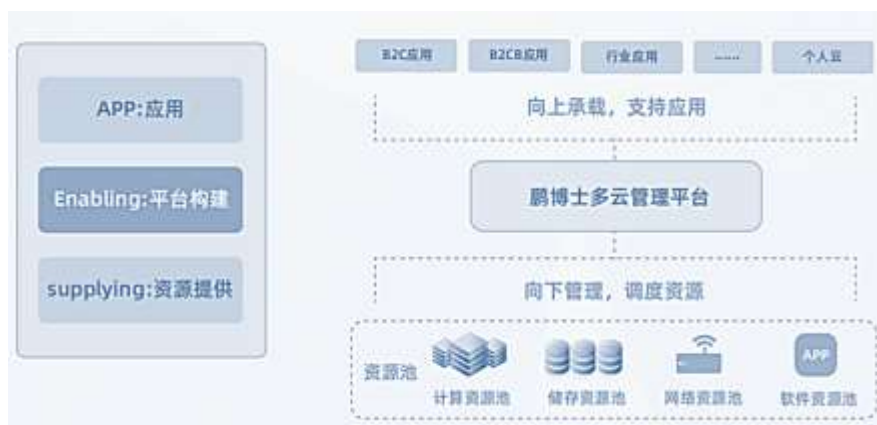 APP:应用
Enabling:平台构建
supplying:资源提供
B2C应用
B2CB应用
行业应用
......
个人豆
向上承载，支持应用
鹏博士多云管理平台
向下管理，调度资源
资源池
APP
计算资源池
储存资源池
网络资源池
软件资源池